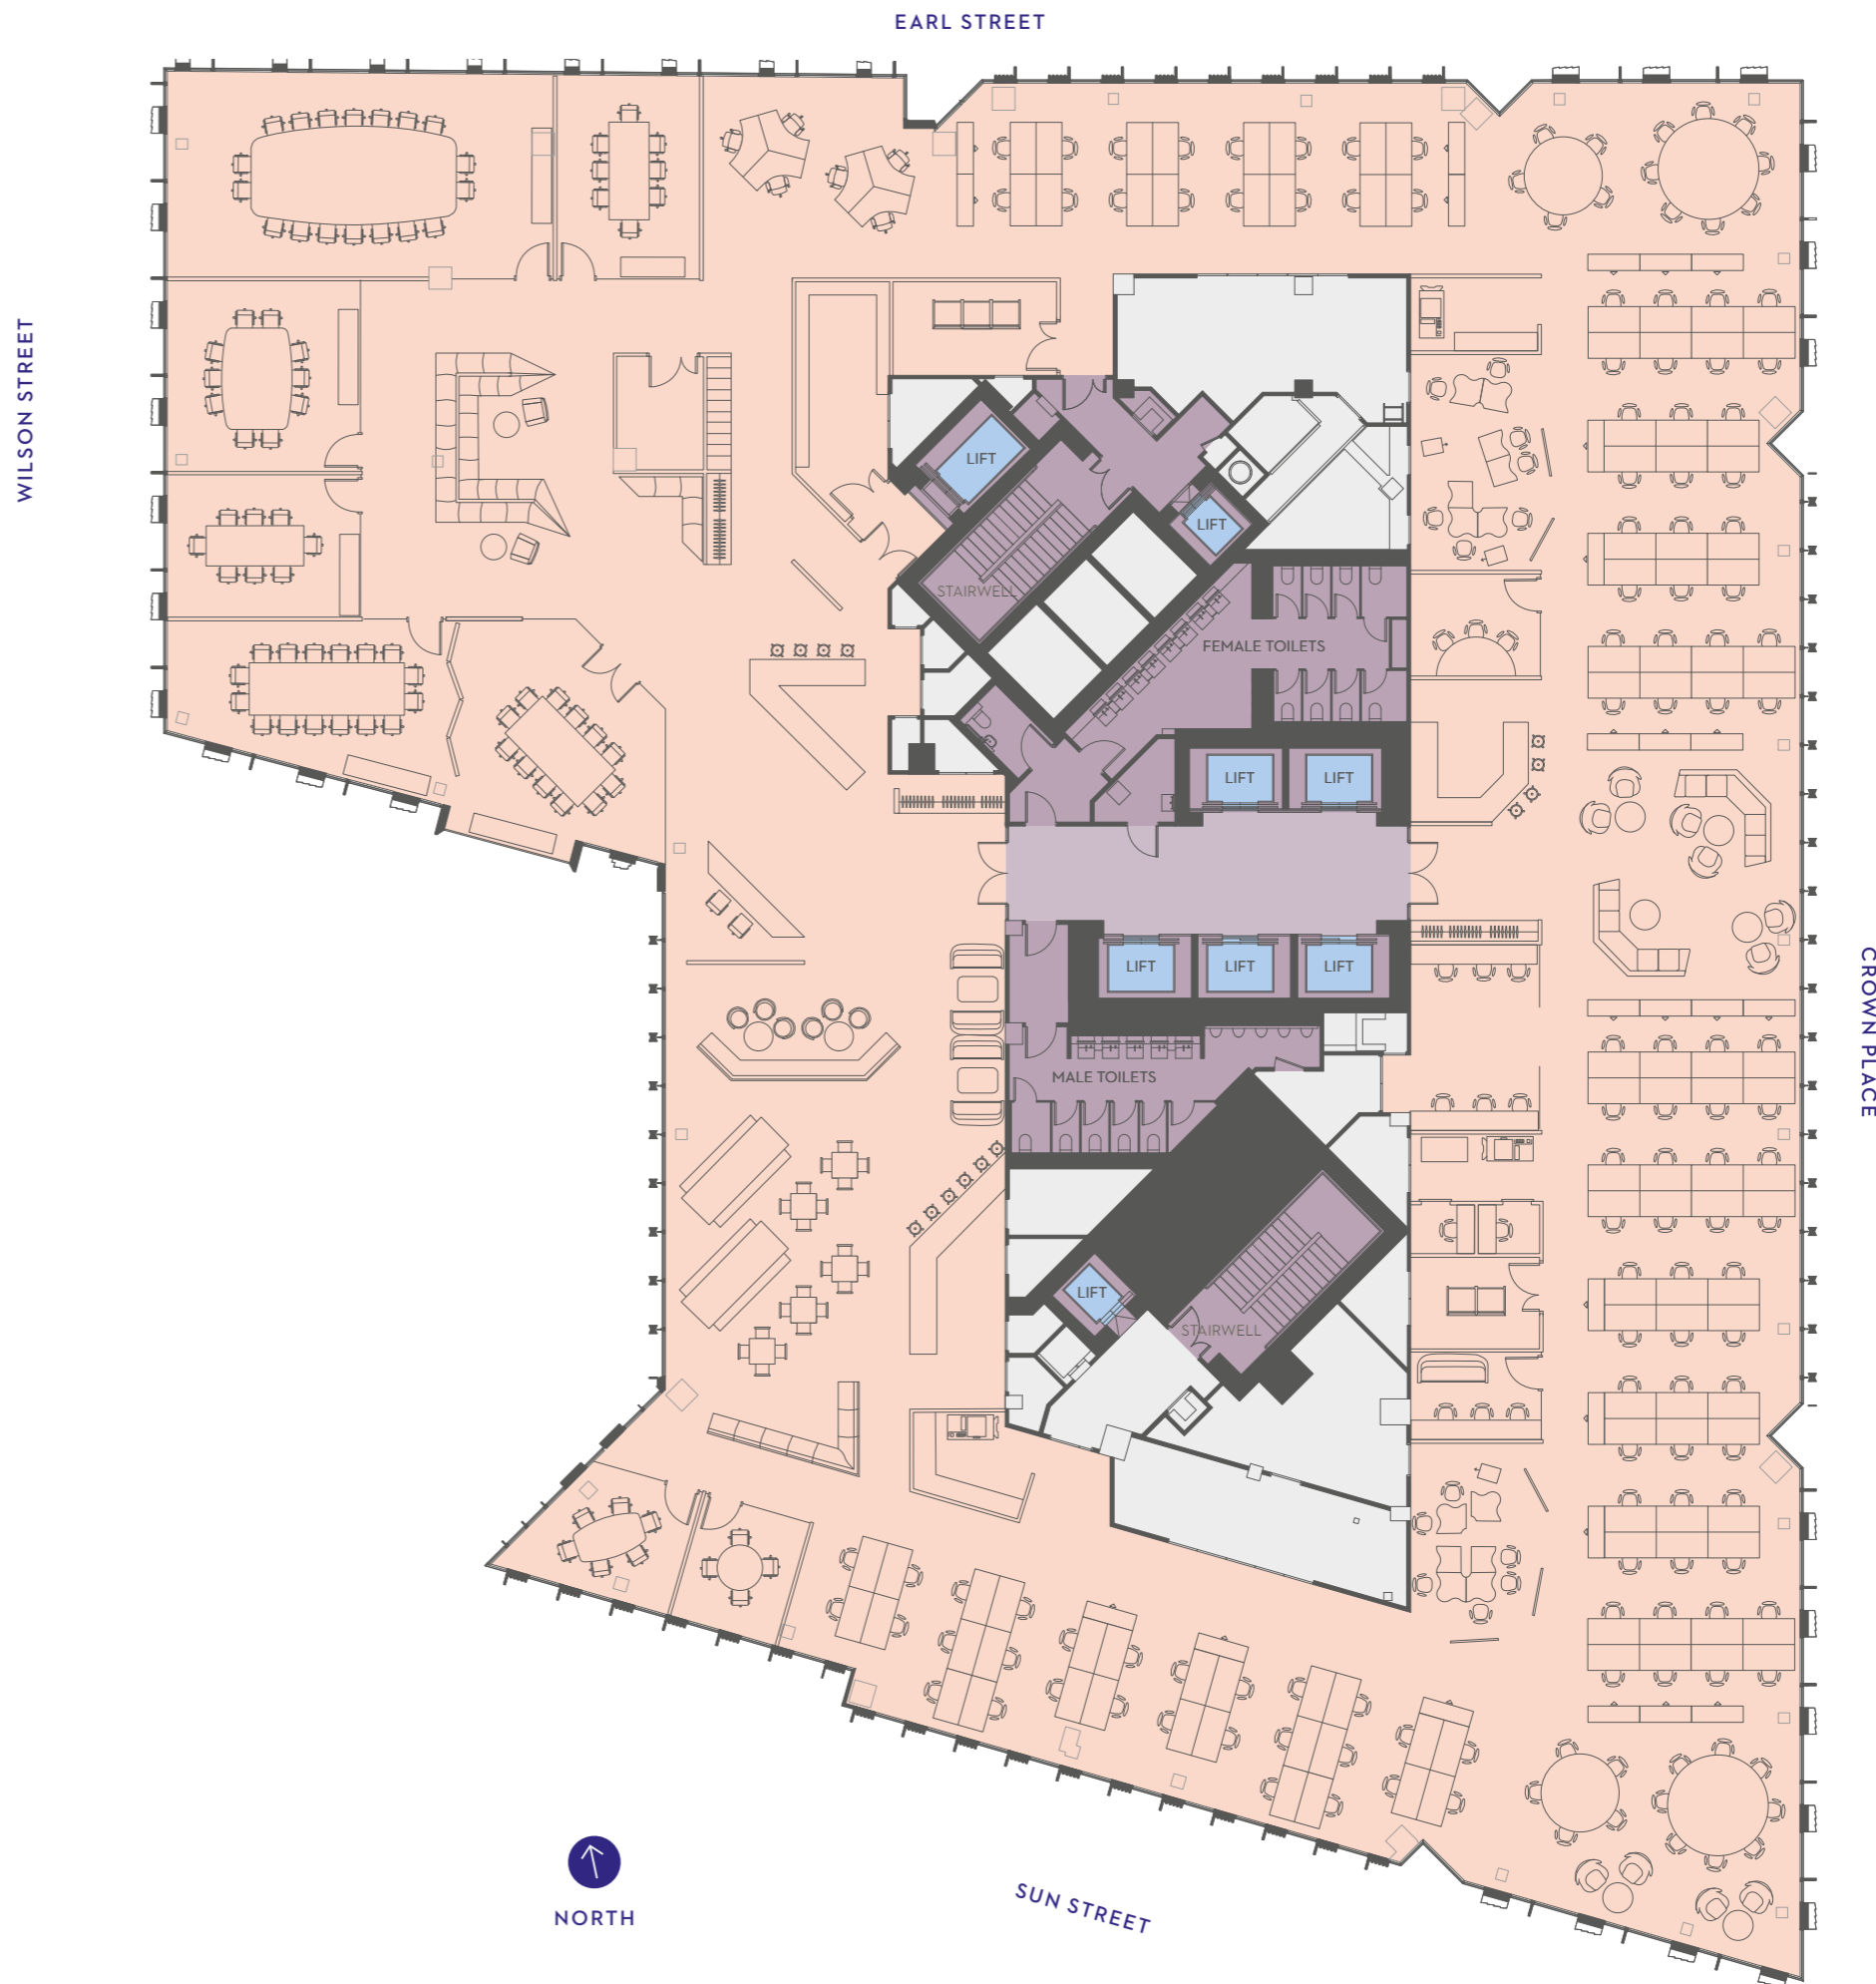 EARL STREET
WILSON STREET
LIFT
LIFT
STAIRWELL
FEMALE TOILETS
LIFT
LIFT
LIFT
LIFT
LIFT
CROWN PLACE
MALE TOILETS
LIFT
STAIRWELL
NORTH
SUN STREET